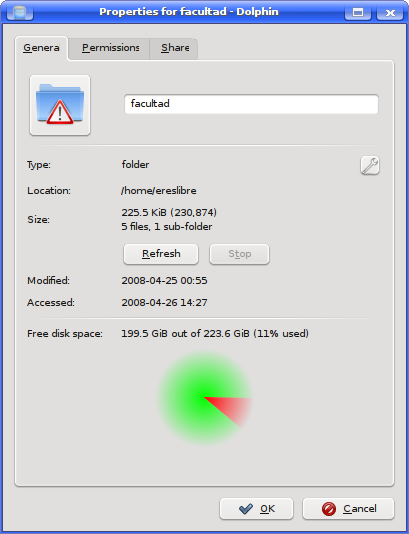 Properties for facultad - Dolphin
Genera
Permissions
Share
facultad
Type: folder
Location: /home/ereslibre
Size: 225.5 KiB (230,874)
5 files, 1 sub-folder
Refresh
Stop
Modified: 2008-04-25 00:55
Accessed: 2008-04-26 14:27
Free disk space: 199.5 GiB out of 223.6 GiB (11% used)
OK
Cancel